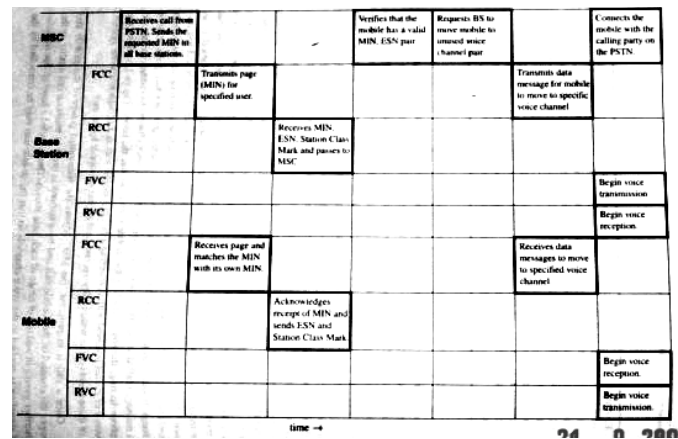 MSC
Receives call from
PSTN. Sends the
requested MIN to
all base stations.
Verifies that the
mobile has a valid
MIN, ESN pair
Requests BS to
move mobile to
unused voice
channel pair
Connects the
mobile with the
calling party on
the PSTN.
Base
Station
FCC
Transmits page
(MIN) for
specified user.
Transmits data
message for mobile
to move to specific
voice channel
RCC
Receives MIN,
ESN, Station Class
Mark and passes to
MSC
FVC
Begin voice
transmission
RVC
Begin voice
reception.
Mobile
FCC
Receives page and
matches the MIN
with its own MIN.
Receives data
messages to move
to specified voice
channel
RCC
Acknowledges
receipt of MIN and
sends ESN and
Station Class Mark
FVC
Begin voice
reception.
RVC
Begin voice
transmission.
time →